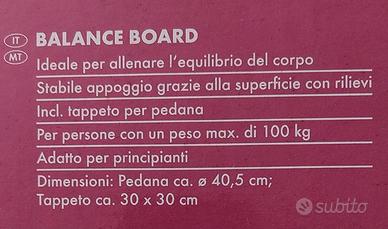 IT
MT
BALANCE BOARD
Ideale per allenare l'equilibrio del corpo
Stabile appoggio grazie alla superficie con rilievi
Incl. tappeto per pedana
Per persone con un peso max. di 100 kg
Adatto per principianti
Dimensioni: Pedana ca. ø 40,5 cm;
Tappeto ca. 30 x 30 cm
subito